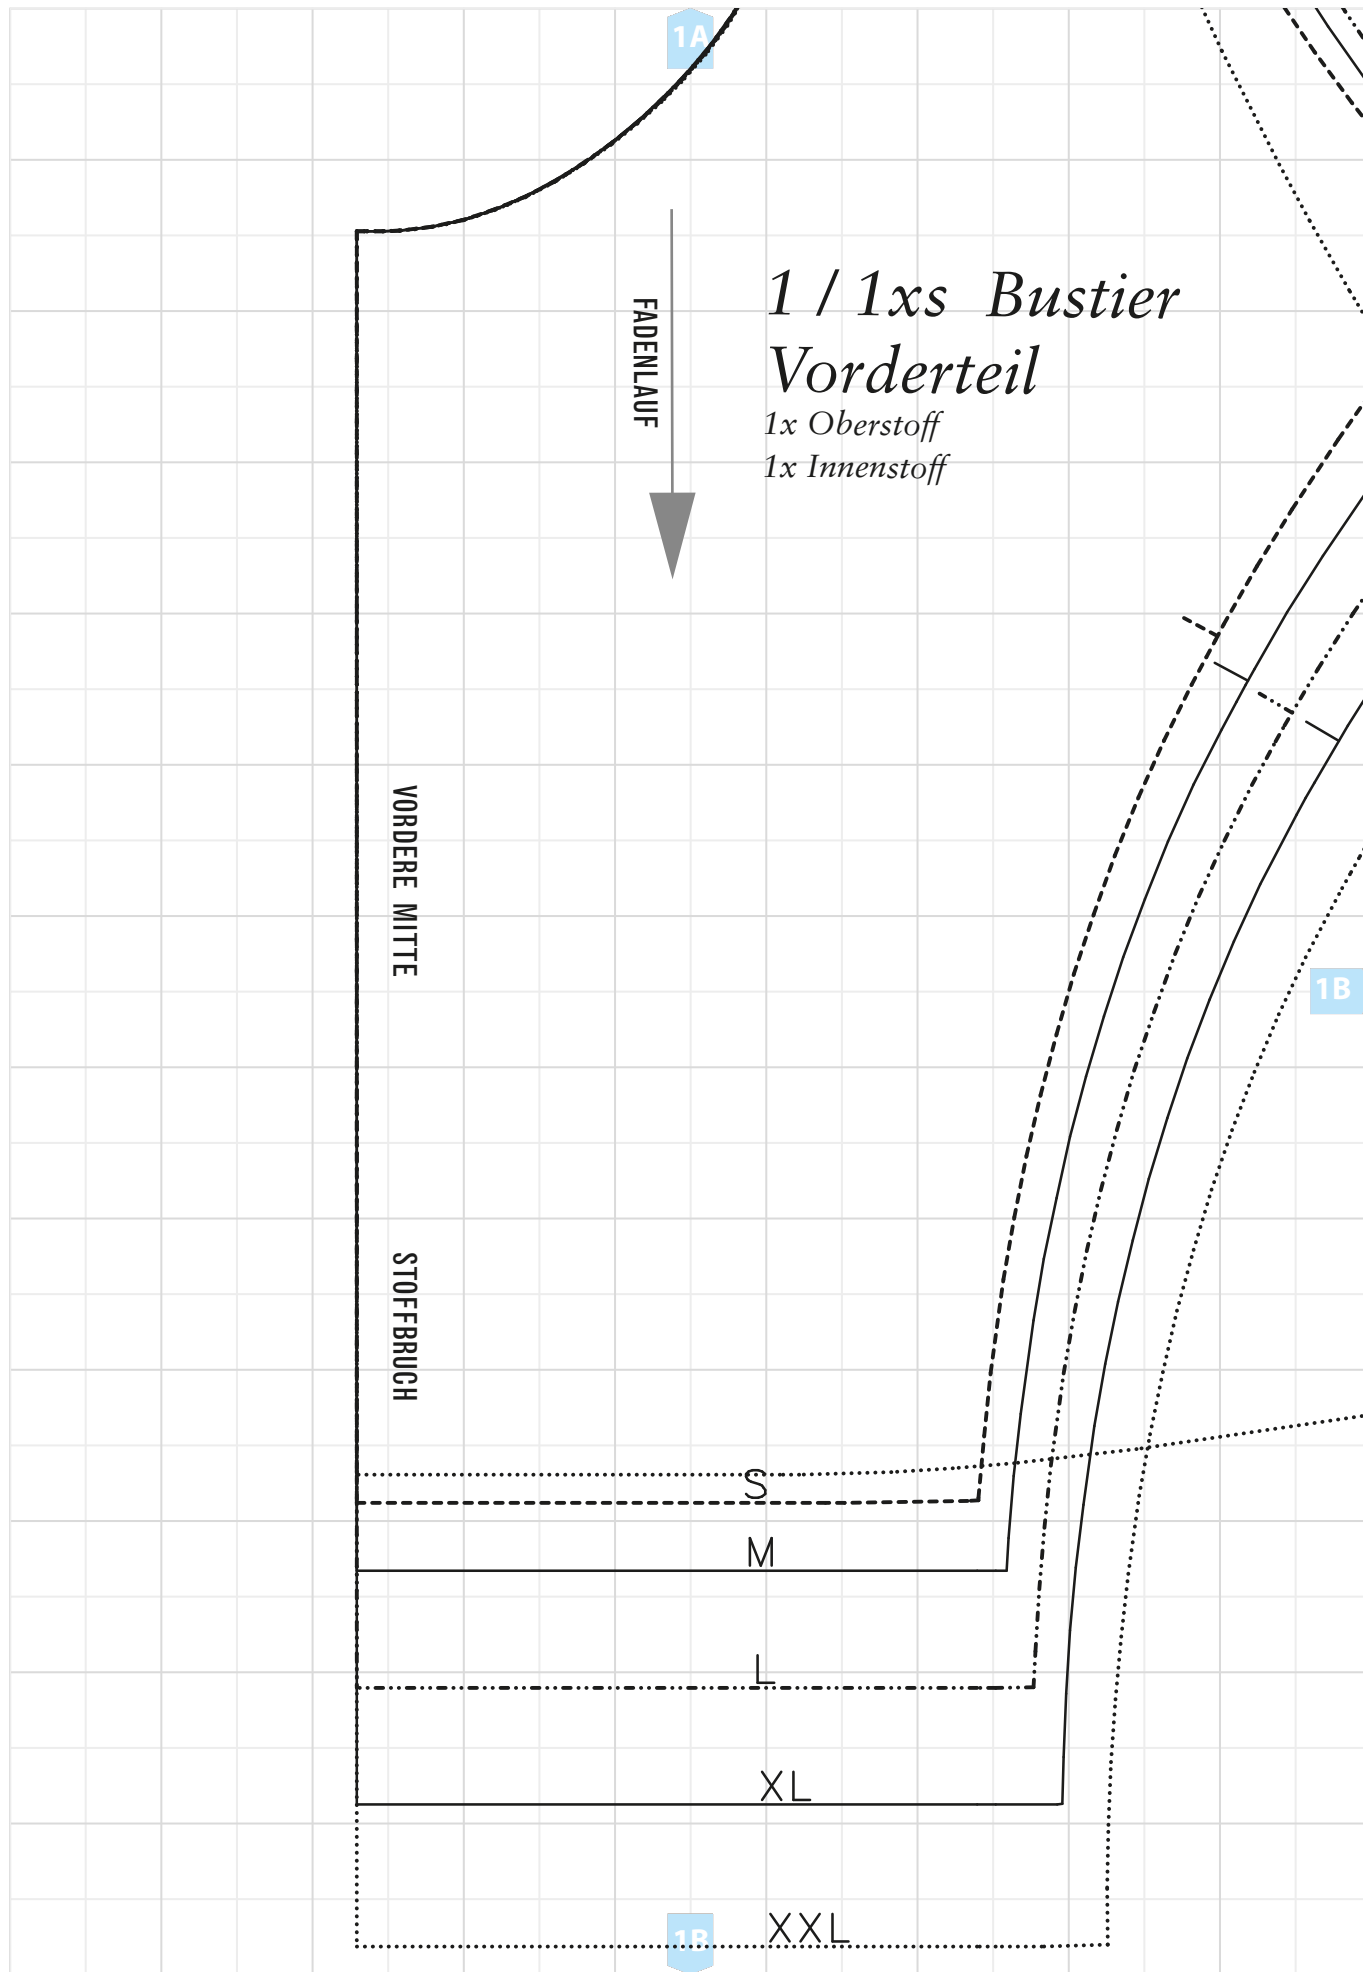 1A
1 / 1xs Bustier
Vorderteil
1x Oberstoff
1x Innenstoff
FADENLAUF
VORDERE MITTE
1B
STOFFBRUCH
S
M
L
XL
XXL
1B